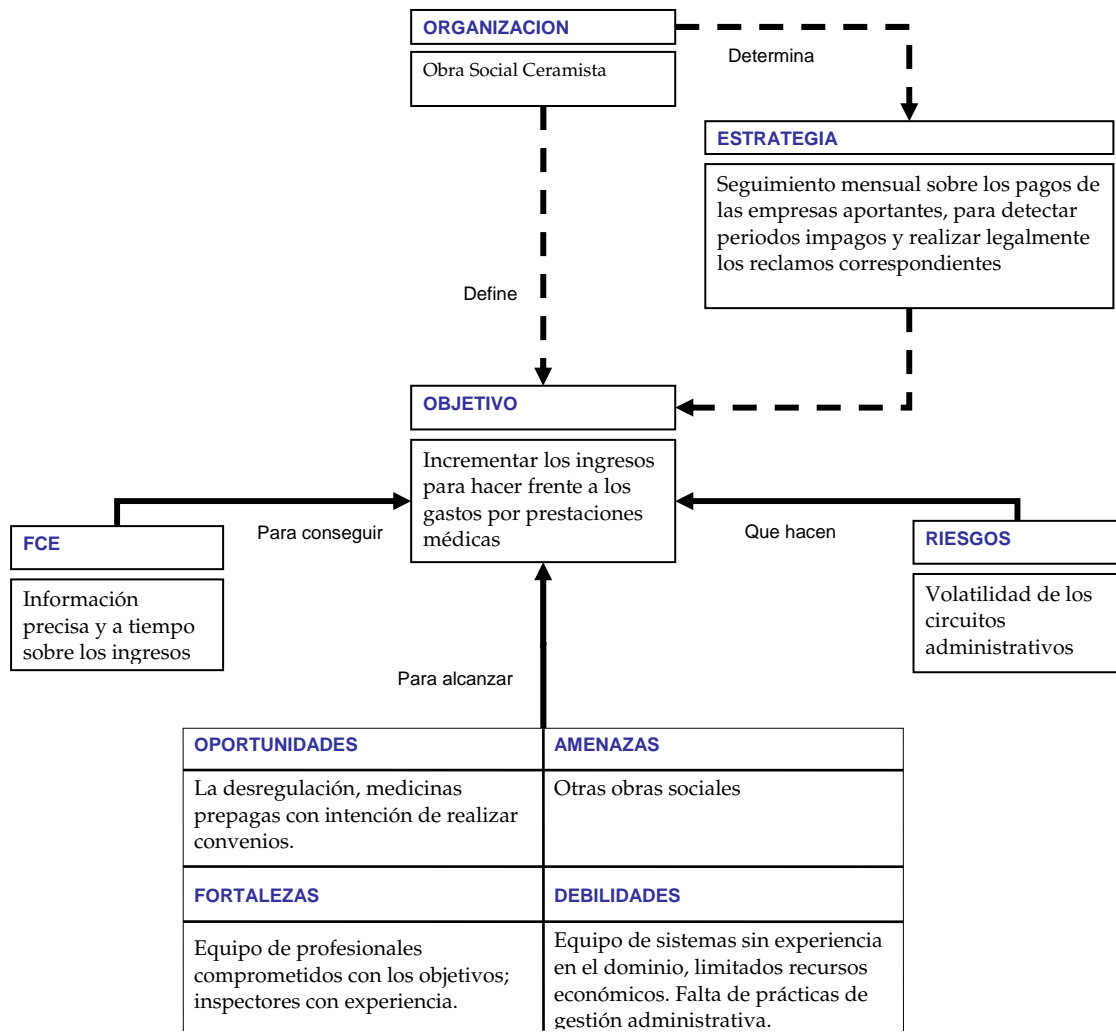 ORGANIZACION
Obra Social Ceramista
Determina
ESTRATEGIA
Seguimiento mensual sobre los pagos de
las empresas aportantes, para detectar
periodos impagos y realizar legalmente
los reclamos correspondientes
Define
OBJETIVO
Incrementar los ingresos
para hacer frente a los
gastos por prestaciones
médicas
Para conseguir
Que hacen
FCE
Información
precisa y a tiempo
sobre los ingresos
RIESGOS
Volatilidad de los
circuitos
administrativos
Para alcanzar
OPORTUNIDADES
La desregulación, medicinas
prepagas con intención de realizar
convenios.
AMENAZAS
Otras obras sociales
FORTALEZAS
Equipo de profesionales
comprometidos con los objetivos;
inspectores con experiencia.
DEBILIDADES
Equipo de sistemas sin experiencia
en el dominio, limitados recursos
económicos. Falta de prácticas de
gestión administrativa.